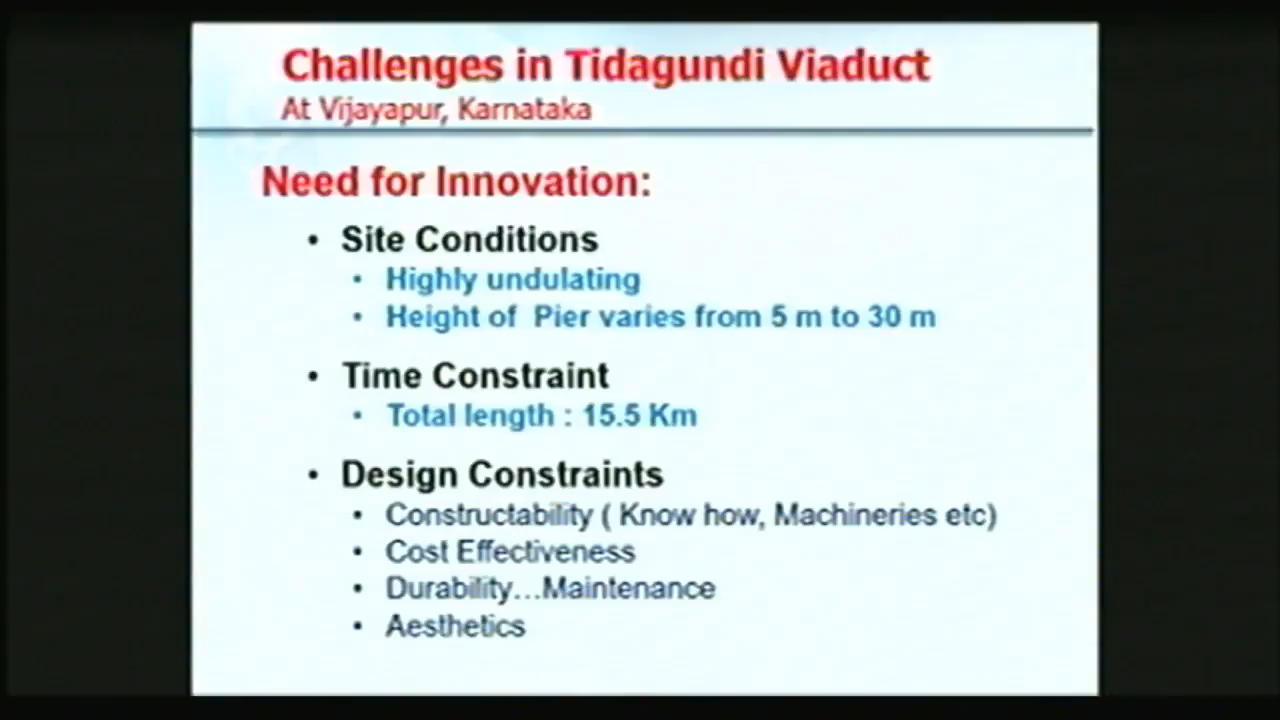 Challenges in Tidagundi Viaduct
At Vijayapur, Karnataka
Need for Innovation:
• Site Conditions
• Highly undulating
• Height of Pier varies from 5 m to 30 m
• Time Constraint
• Total length : 15.5 Km
• Design Constraints
• Constructability ( Know how, Machineries etc)
• Cost Effectiveness
• Durability...Maintenance
• Aesthetics